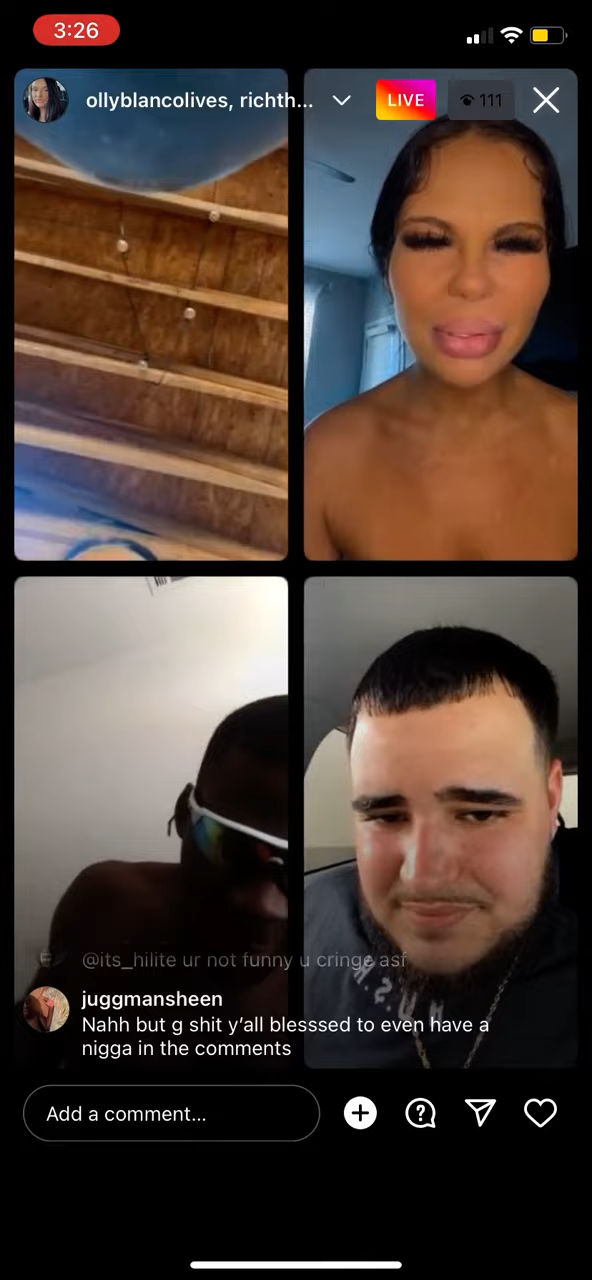 3:26
ollyblancolives, richth...
LIVE
111
@its_hilite ur not funny u cringe asf
juggmansheen
Nahh but g shit y’all blesssed to even have a
nigga in the comments
Add a comment...